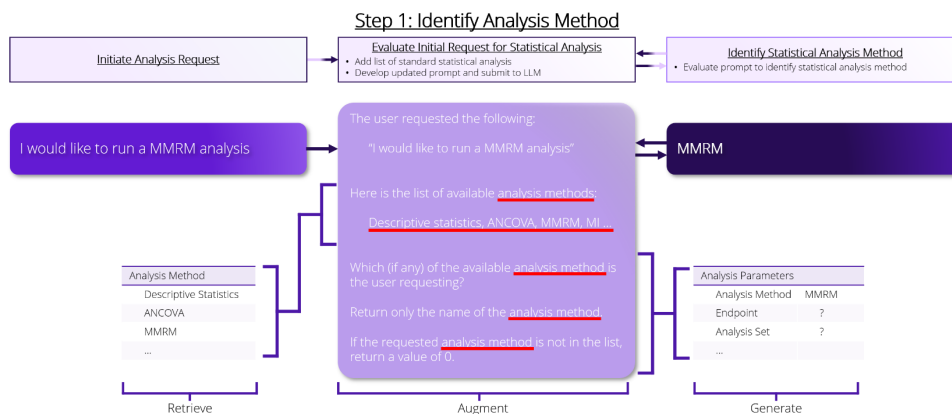 Step 1: Identify Analysis Method
Initiate Analysis Request
Evaluate Initial Request for Statistical Analysis
• Add list of standard statistical analysis
• Develop updated prompt and submit to LLM
Identify Statistical Analysis Method
• Evaluate prompt to identify statistical analysis method
I would like to run a MMRM analysis
The user requested the following:
“I would like to run a MMRM analysis”
Here is the list of available analysis methods:
Descriptive statistics, ANCOVA, MMRM, MI ...
Which (if any) of the available analysis method is
the user requesting?
Return only the name of the analysis method.
If the requested analysis method is not in the list,
return a value of 0.
MMRM
Analysis Method
Descriptive Statistics
ANCOVA
MMRM
...
Analysis Parameters
Analysis Method MMRM
Endpoint ?
Analysis Set ?
...
Retrieve
Augment
Generate